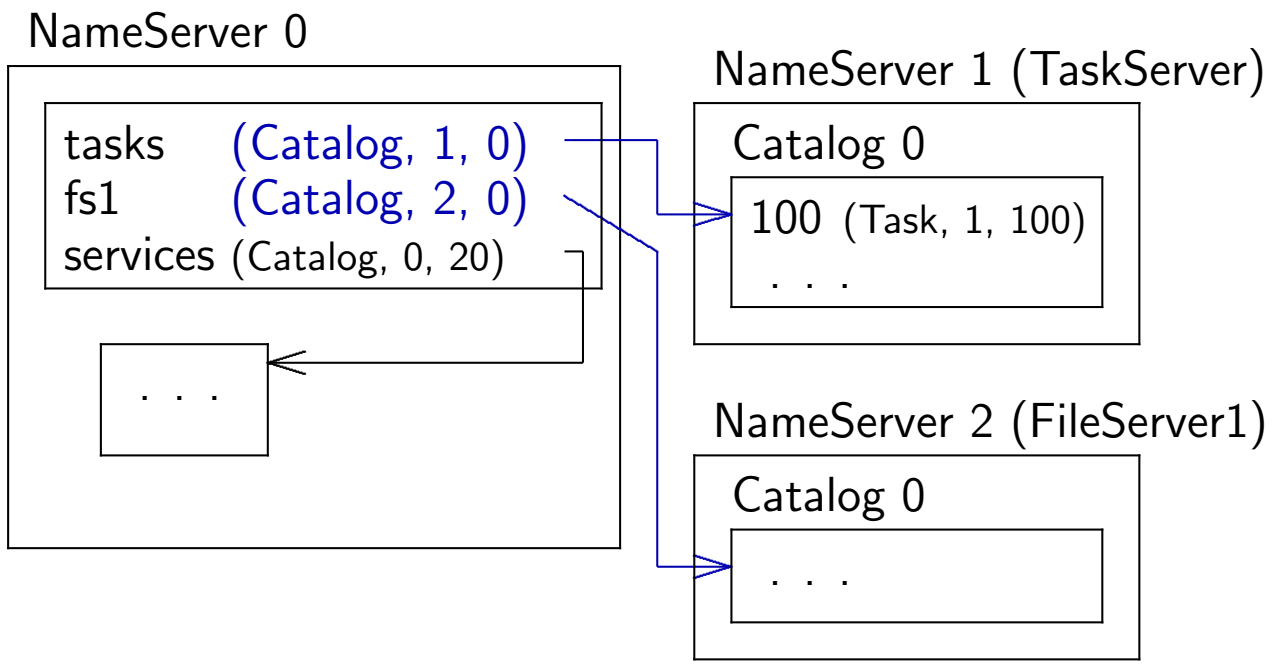 NameServer 0
tasks (Catalog, 1, 0)
fs1 (Catalog, 2, 0)
services (Catalog, 0, 20)
. . .
NameServer 1 (TaskServer)
Catalog 0
100 (Task, 1, 100)
. . .
NameServer 2 (FileServer1)
Catalog 0
. . .